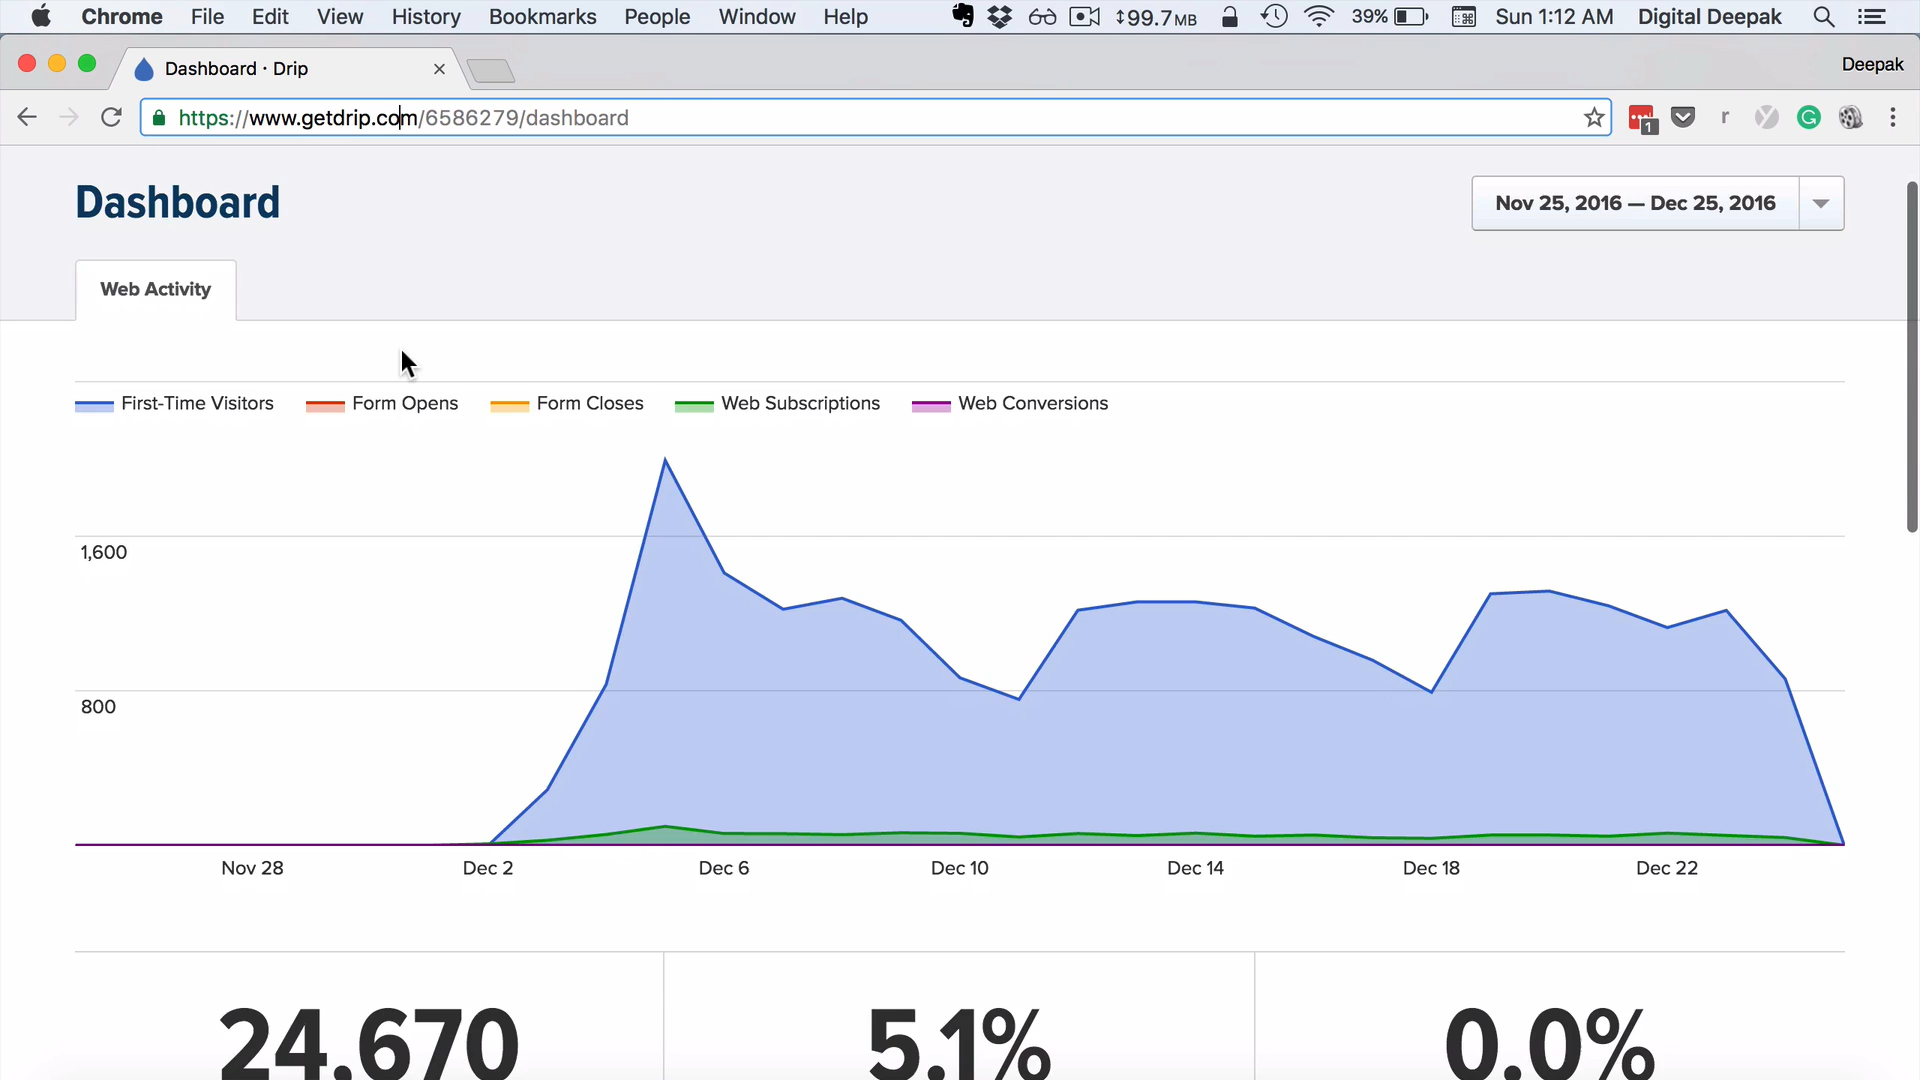 Chrome File Edit View History Bookmarks People Window Help 99.7MB 39% Sun 1:12 AM Digital Deepak
Dashboard · Drip
Deepak
https://www.getdrip.com/6586279/dashboard
1
r
Dashboard
Nov 25, 2016 — Dec 25, 2016
Web Activity
First-Time Visitors Form Opens Form Closes Web Subscriptions Web Conversions
1,600
800
Nov 28 Dec 2 Dec 6 Dec 10 Dec 14 Dec 18 Dec 22
24,670 5.1% 0.0%